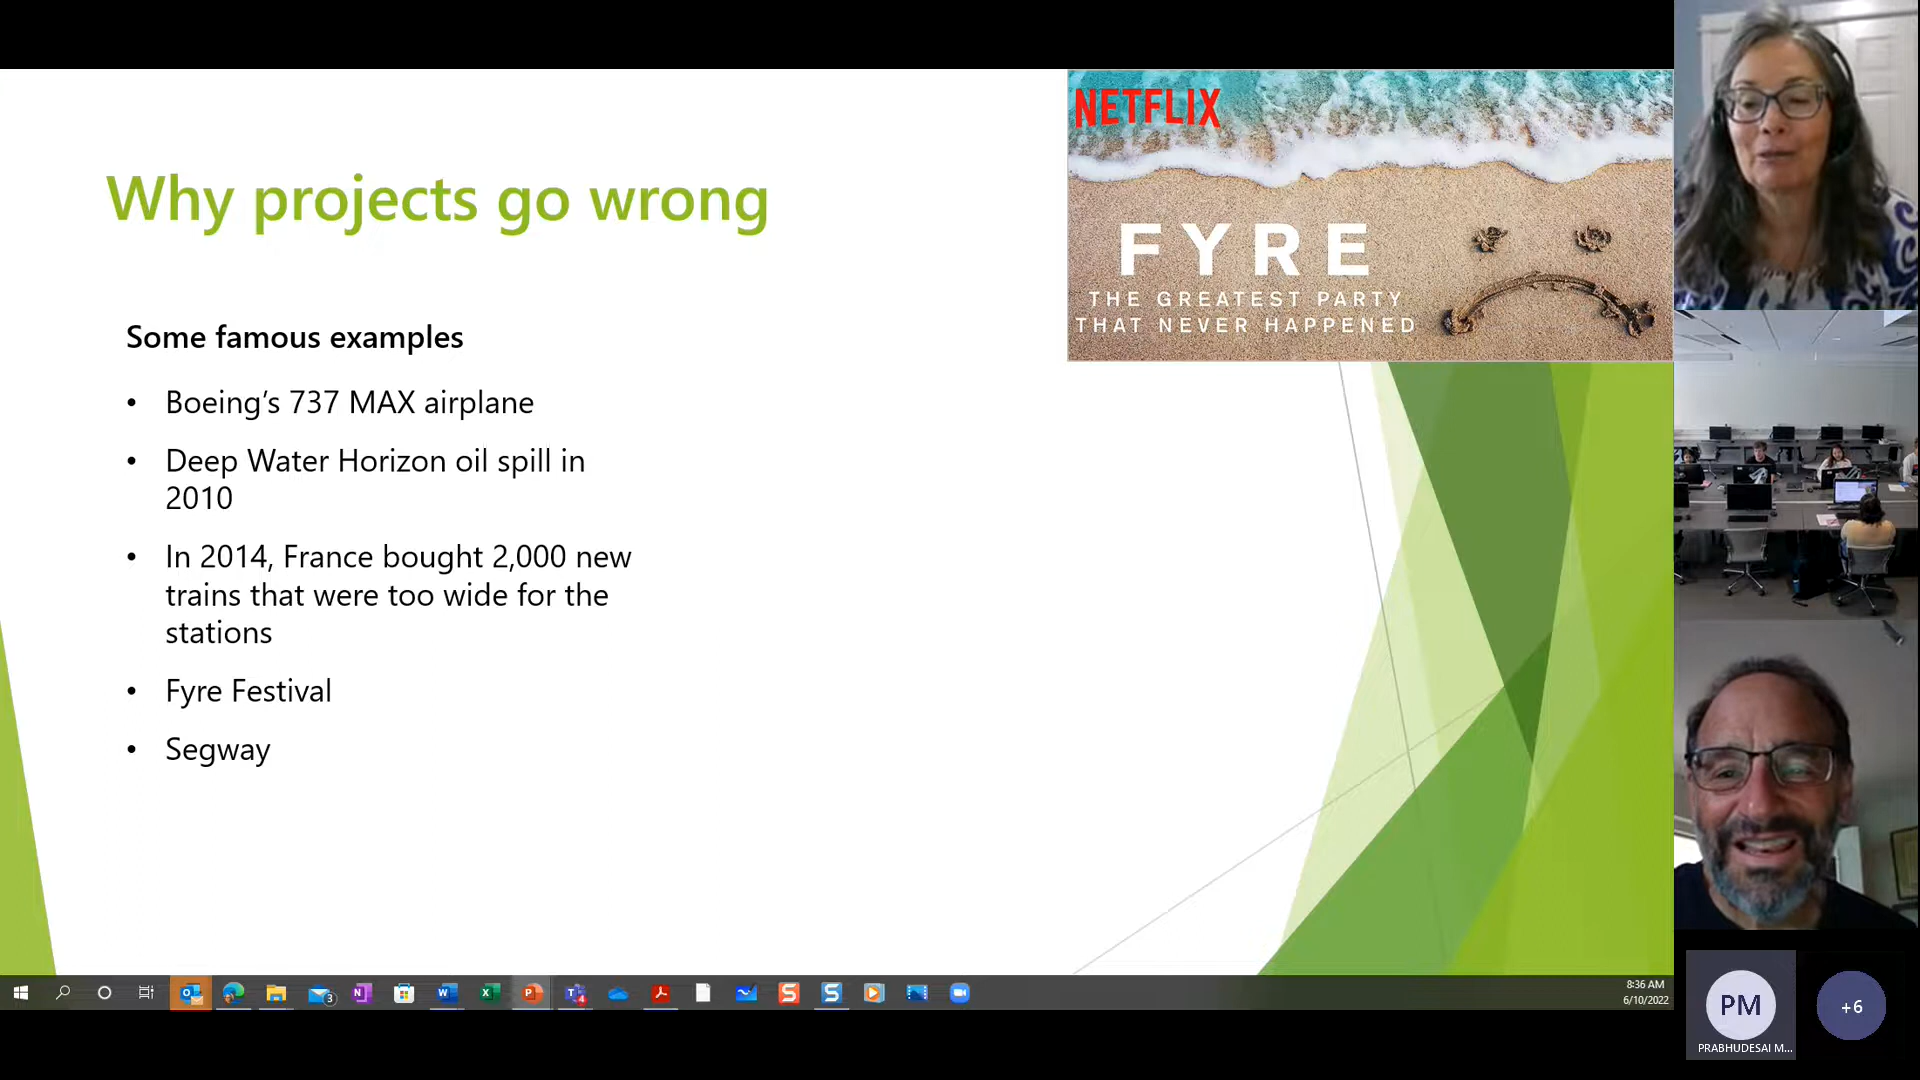 Why projects go wrong
NETFLIX
FYRE
THE GREATEST PARTY
THAT NEVER HAPPENED
Some famous examples
• Boeing’s 737 MAX airplane
• Deep Water Horizon oil spill in
2010
• In 2014, France bought 2,000 new
trains that were too wide for the
stations
• Fyre Festival
• Segway
3
4
8:36 AM
6/10/2022
PM
PRABHUDESAI M...
+6